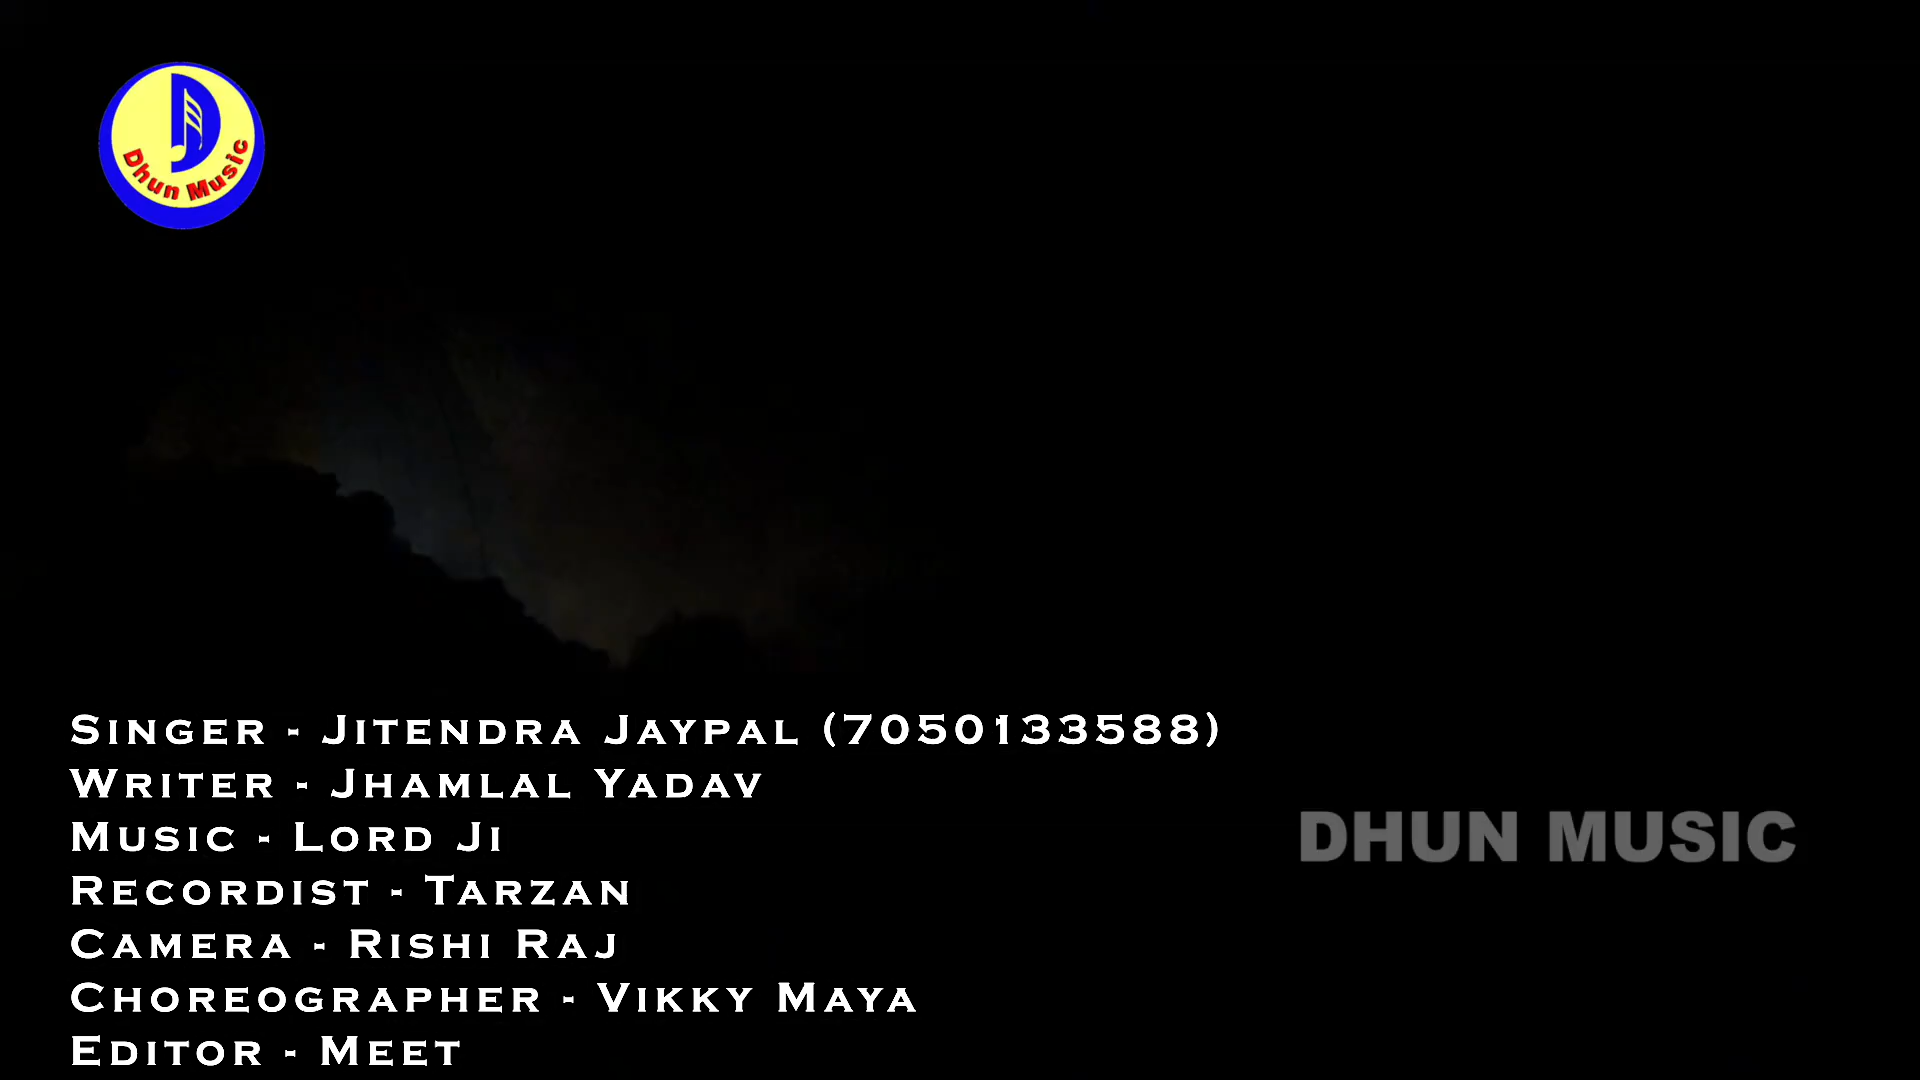 Dhun Music
SINGER - JITENDRA JAYPAL (7050133588)
WRITER - JHAMLAL YADAV
MUSIC - LORD JI
DHUN MUSIC
RECORDIST - TARZAN
CAMERA - RISHI RAJ
CHOREOGRAPHER - VIKKY MAYA
EDITOR - MEET